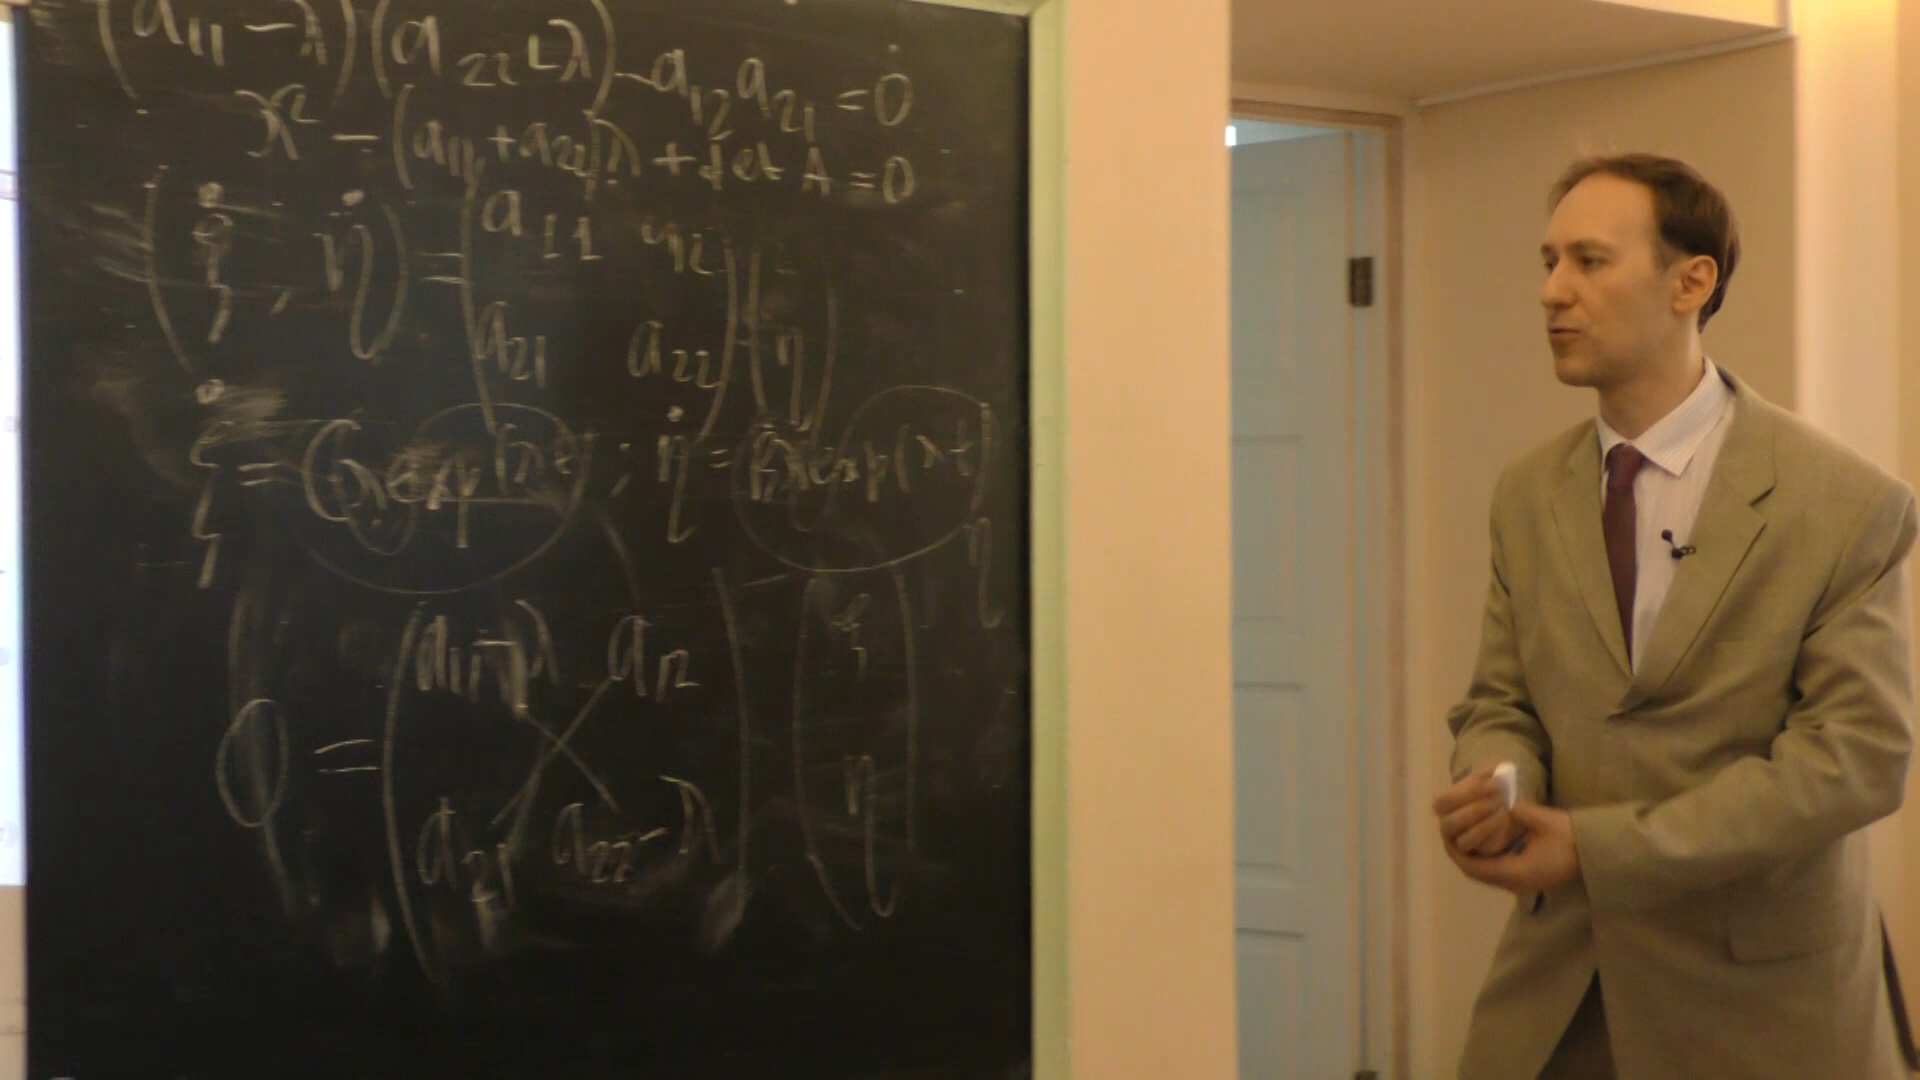 (a₁₁ - λ)(a₂₂ - λ) - a₁₂ a₂₁ = 0
λ² - (a₁₁ + a₂₂)λ + det A = 0
(ξ̇, η̇) = (a₁₁ a₁₂
a₂₁ a₂₂) ( η)
ξ̇ = λ exp(λt) ; η̇ = λ exp(λt)
η
0 = (a₁₁ - λ a₁₂
a₂₁ a₂₂ - λ) (ξ
η)